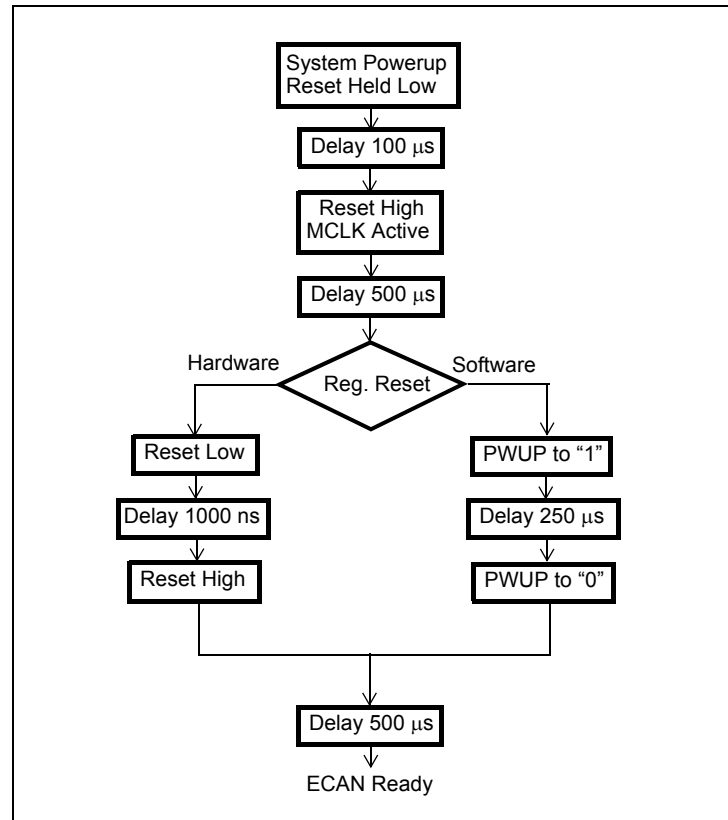 System Powerup
Reset Held Low
Delay 100 μs
Reset High
MCLK Active
Delay 500 μs
Hardware
Software
Reg. Reset
Reset Low
PWUP to “1”
Delay 1000 ns
Delay 250 μs
Reset High
PWUP to “0”
Delay 500 μs
ECAN Ready